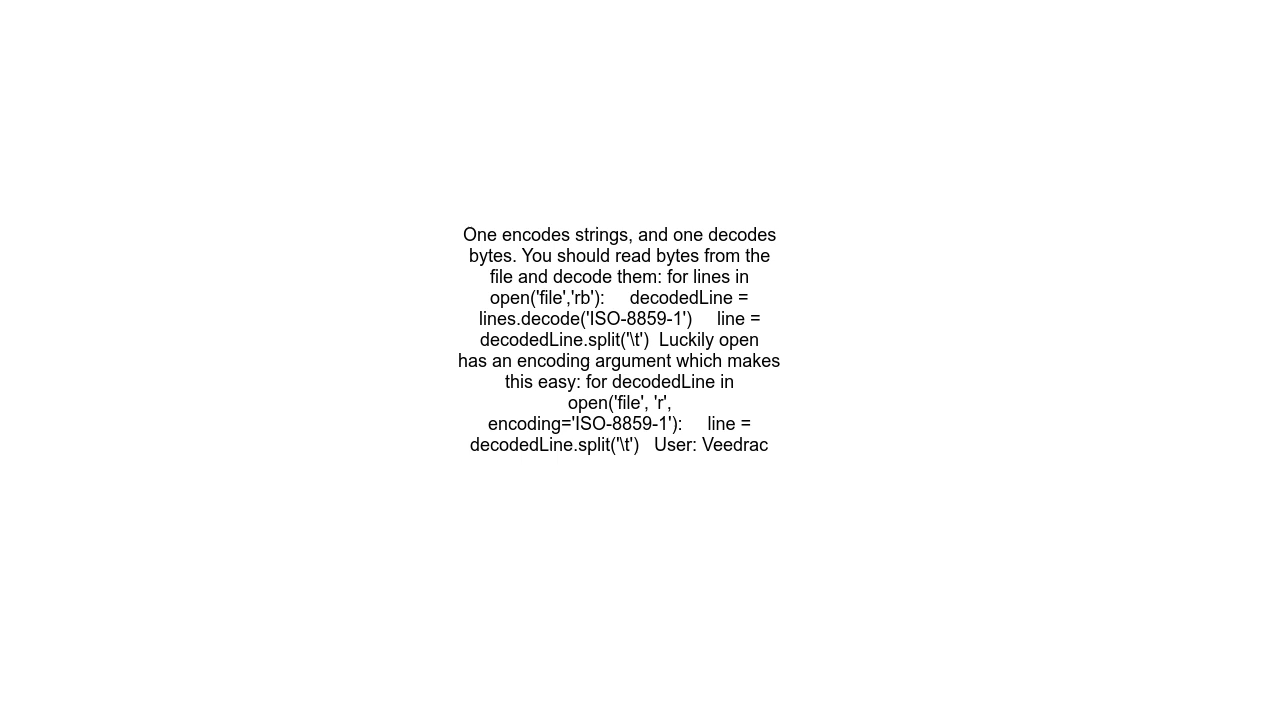 One encodes strings, and one decodes
bytes. You should read bytes from the
file and decode them: for lines in
open('file','rb'):     decodedLine =
lines.decode('ISO-8859-1')     line =
decodedLine.split('\t')  Luckily open
has an encoding argument which makes
this easy: for decodedLine in
open('file', 'r',
encoding='ISO-8859-1'):     line =
decodedLine.split('\t')   User: Veedrac